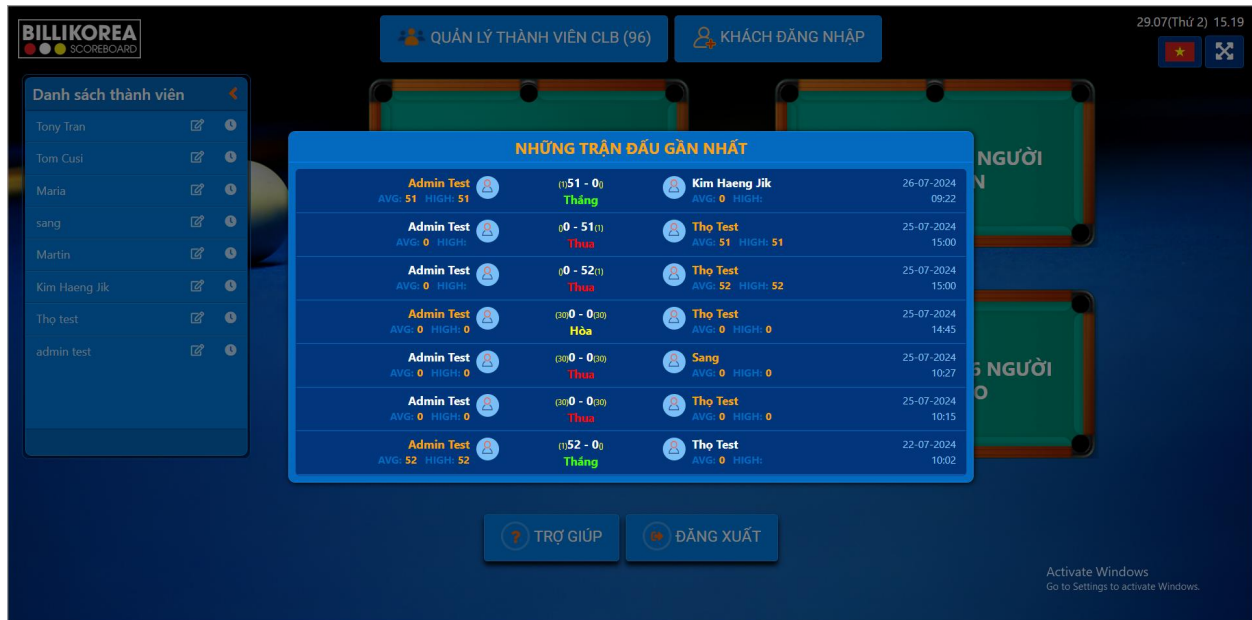 BILLIKOREA
SCOREBOARD
QUẢN LÝ THÀNH VIÊN CLB (96)
KHÁCH ĐĂNG NHẬP
29.07(Thứ 2) 15.19
Danh sách thành viên
Tony Tran
Tom Cusi
Maria
sang
Martin
Kim Haeng Jik
Thọ test
admin test
NGƯỜI
N
6 NGƯỜI
O
NHỮNG TRẬN ĐẤU GẦN NHẤT
Admin Test (1)51 - 0() Kim Haeng Jik 26-07-2024
AVG: 51 HIGH: 51 Thắng AVG: 0 HIGH: 09:22
Admin Test ()0 - 51(1) Thọ Test 25-07-2024
AVG: 0 HIGH: Thua AVG: 51 HIGH: 51 15:00
Admin Test ()0 - 52(1) Thọ Test 25-07-2024
AVG: 0 HIGH: Thua AVG: 52 HIGH: 52 15:00
Admin Test (30)0 - 0(30) Thọ Test 25-07-2024
AVG: 0 HIGH: 0 Hòa AVG: 0 HIGH: 0 14:45
Admin Test (30)0 - 0(30) Sang 25-07-2024
AVG: 0 HIGH: 0 Thua AVG: 0 HIGH: 0 10:27
Admin Test (30)0 - 0(30) Thọ Test 25-07-2024
AVG: 0 HIGH: 0 Thua AVG: 0 HIGH: 0 10:15
Admin Test (1)52 - 0() Thọ Test 22-07-2024
AVG: 52 HIGH: 52 Thắng AVG: 0 HIGH: 10:02
TRỢ GIÚP
ĐĂNG XUẤT
Activate Windows
Go to Settings to activate Windows.